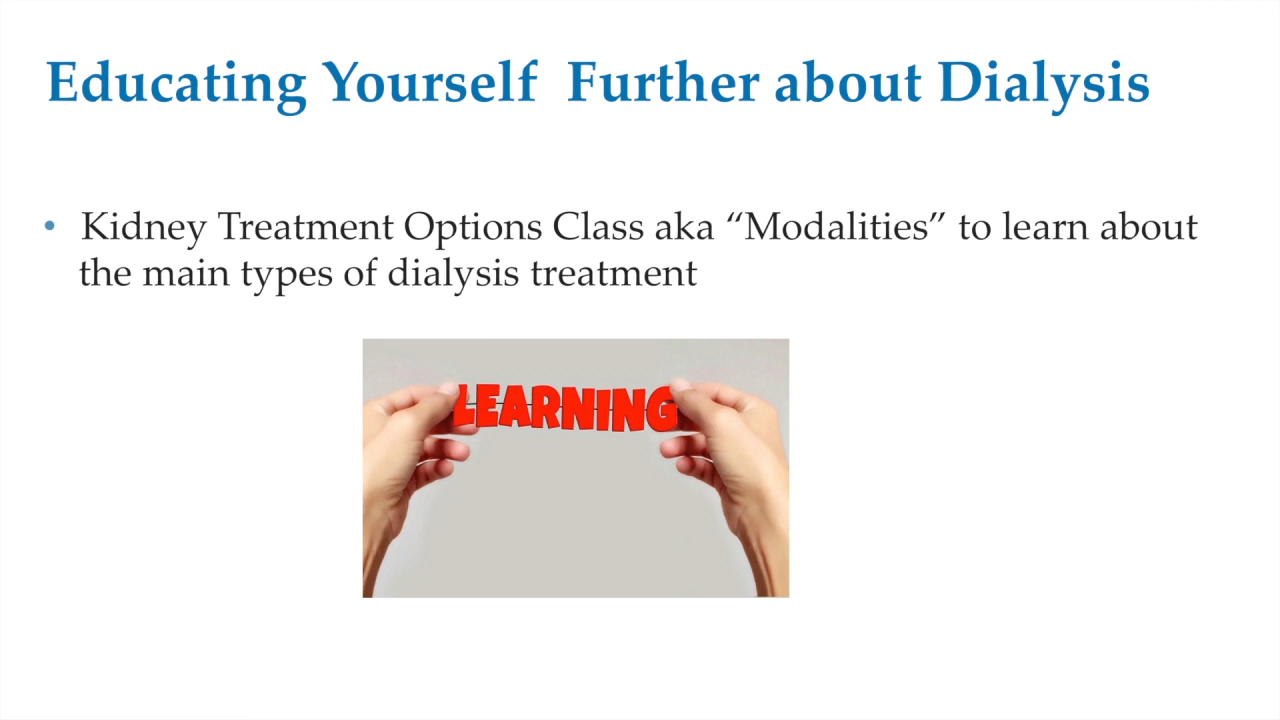 Educating Yourself  Further about Dialysis
• Kidney Treatment Options Class aka “Modalities” to learn about
the main types of dialysis treatment
LEARNING